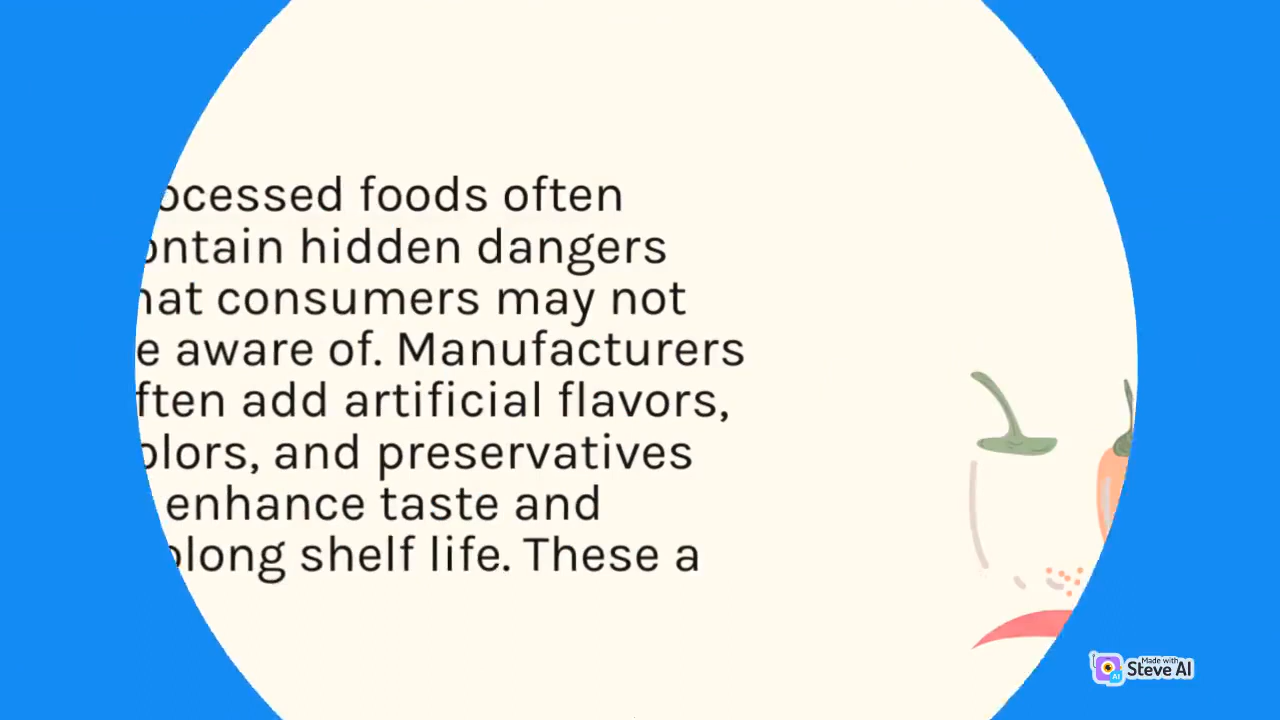 ocessed foods often
ontain hidden dangers
hat consumers may not
e aware of. Manufacturers
ften add artificial flavors,
olors, and preservatives
enhance taste and
olong shelf life. These a
Made with
Steve AI
AI